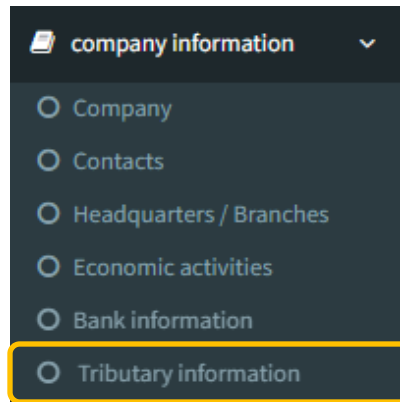 company information
Company
Contacts
Headquarters / Branches
Economic activities
Bank information
Tributary information